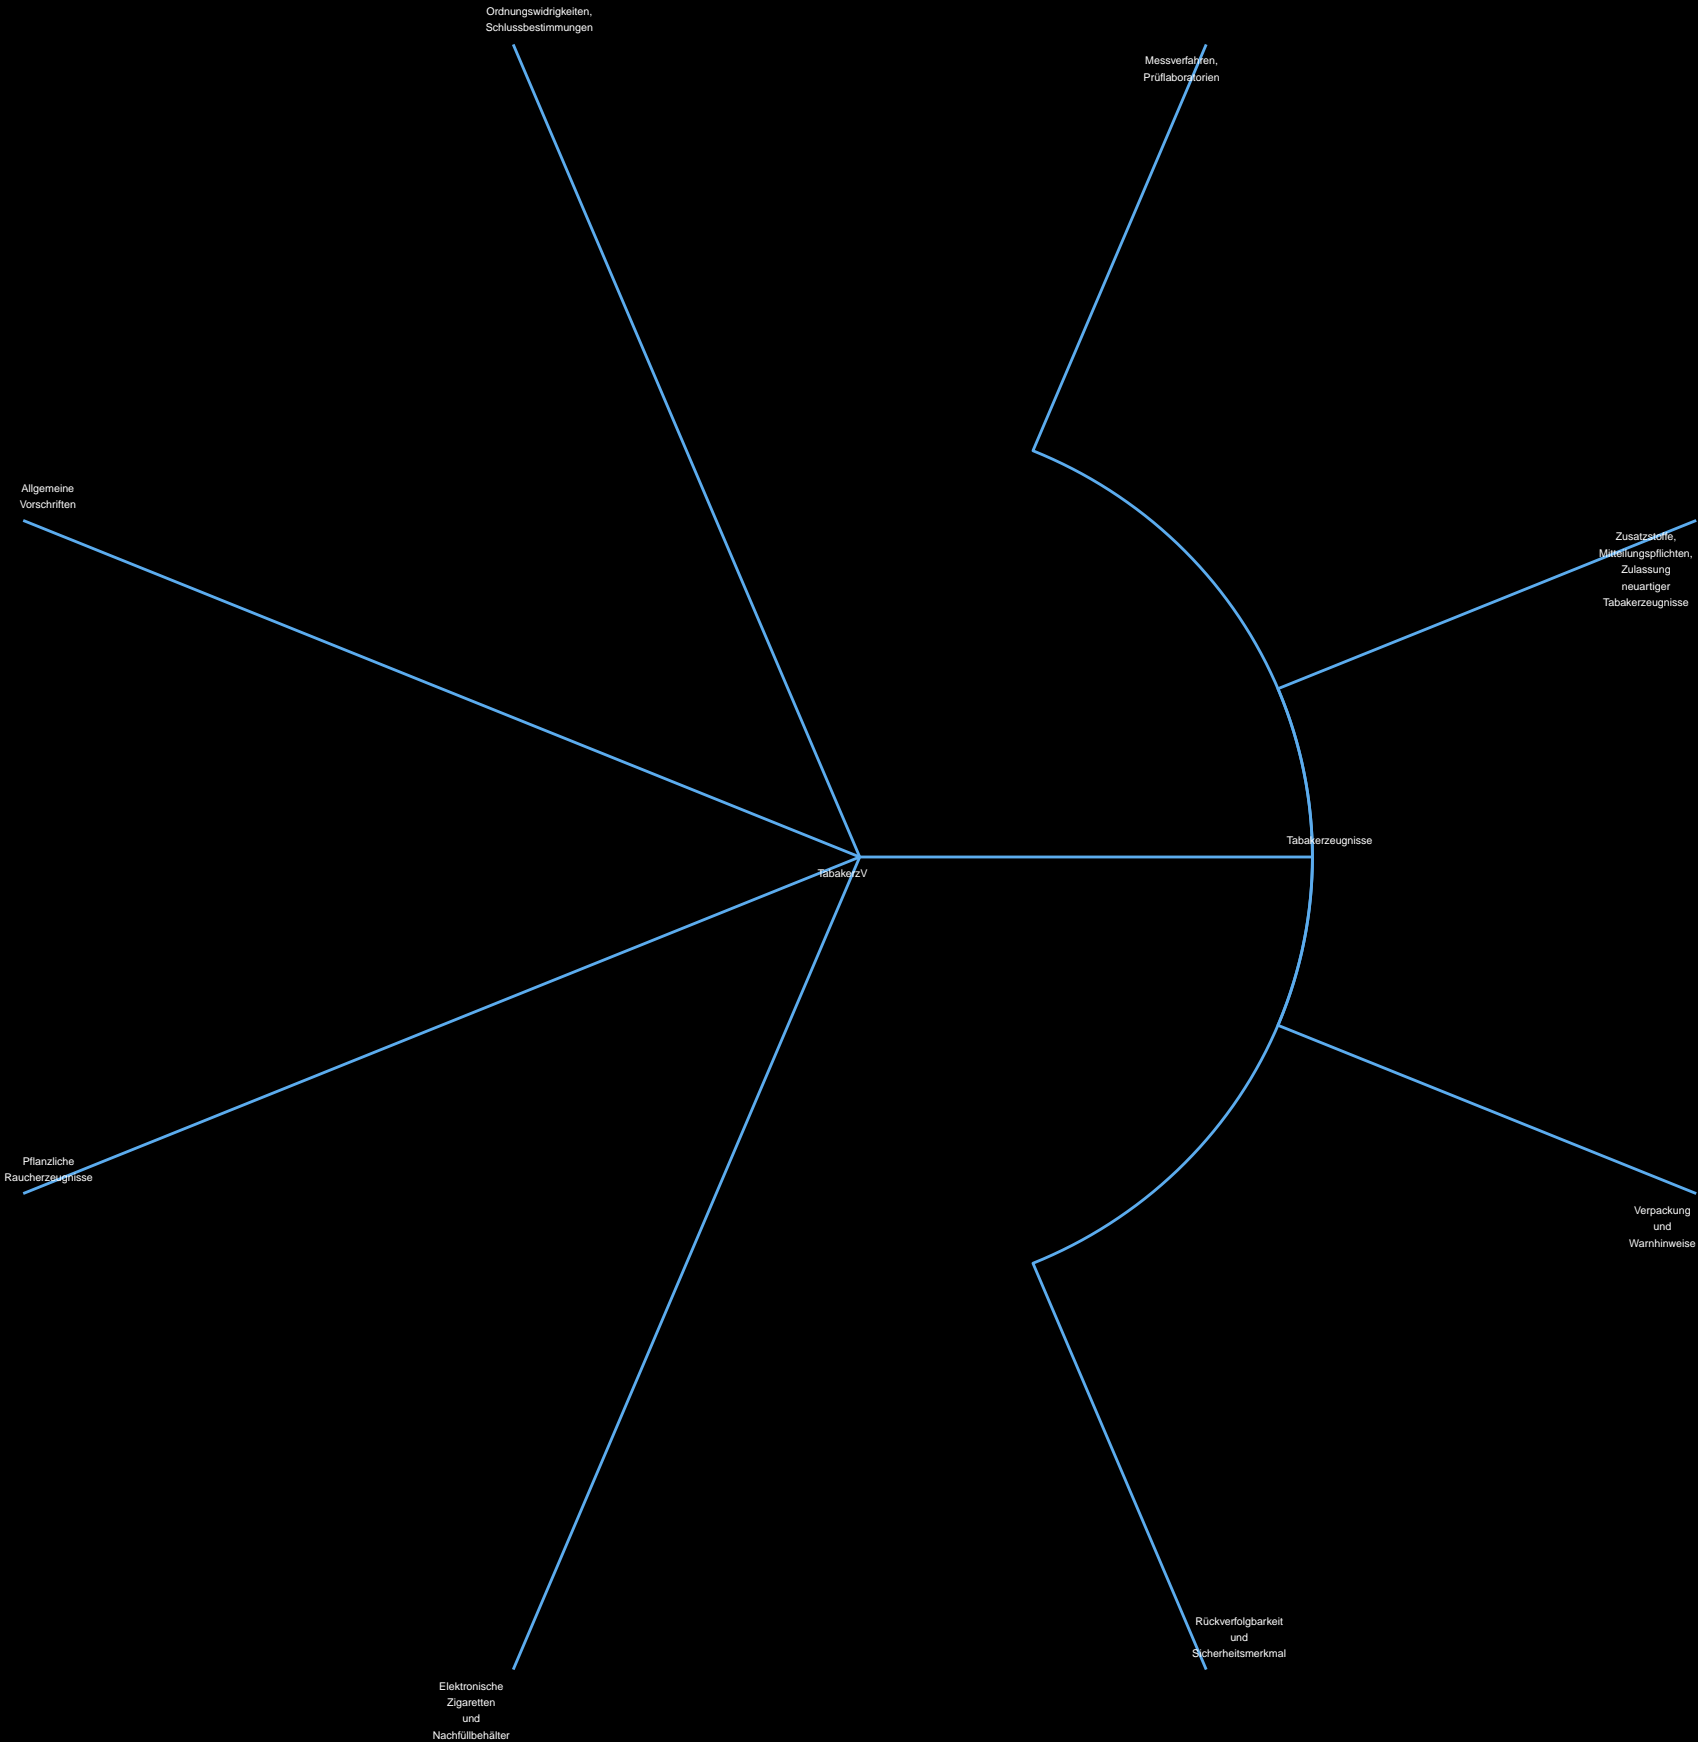 Ordnungswidrigkeiten,
Schlussbestimmungen
Messverfahren,
Prüflaboratorien
Allgemeine
Vorschriften
Zusatzstoffe,
Mitteilungspflichten,
Zulassung
neuartiger
Tabakerzeugnisse
Tabakerzeugnisse
TabakerzV
Pflanzliche
Raucherzeugnisse
Verpackung
und
Warnhinweise
Rückverfolgbarkeit
und
Sicherheitsmerkmal
Elektronische
Zigaretten
und
Nachfüllbehälter